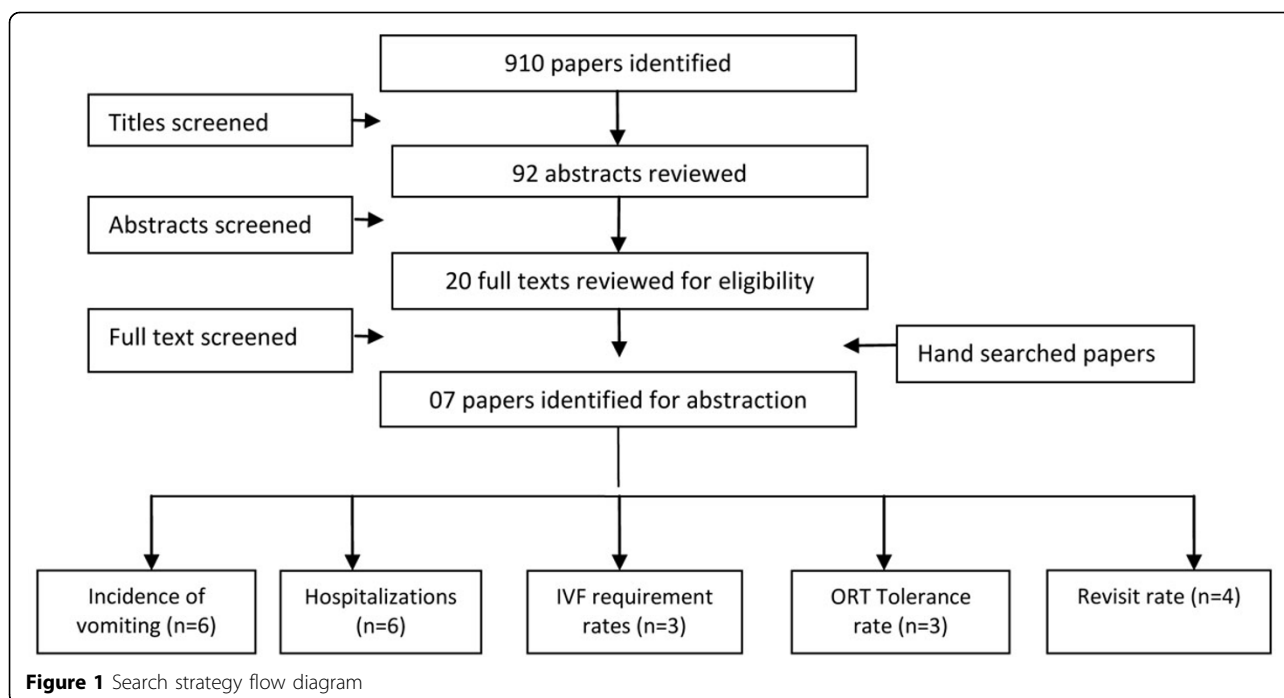 910 papers identified
Titles screened
92 abstracts reviewed
Abstracts screened
20 full texts reviewed for eligibility
Full text screened
Hand searched papers
07 papers identified for abstraction
Incidence of
vomiting (n=6)
Hospitalizations
(n=6)
IVF requirement
rates (n=3)
ORT Tolerance
rate (n=3)
Revisit rate (n=4)
Figure 1 Search strategy flow diagram